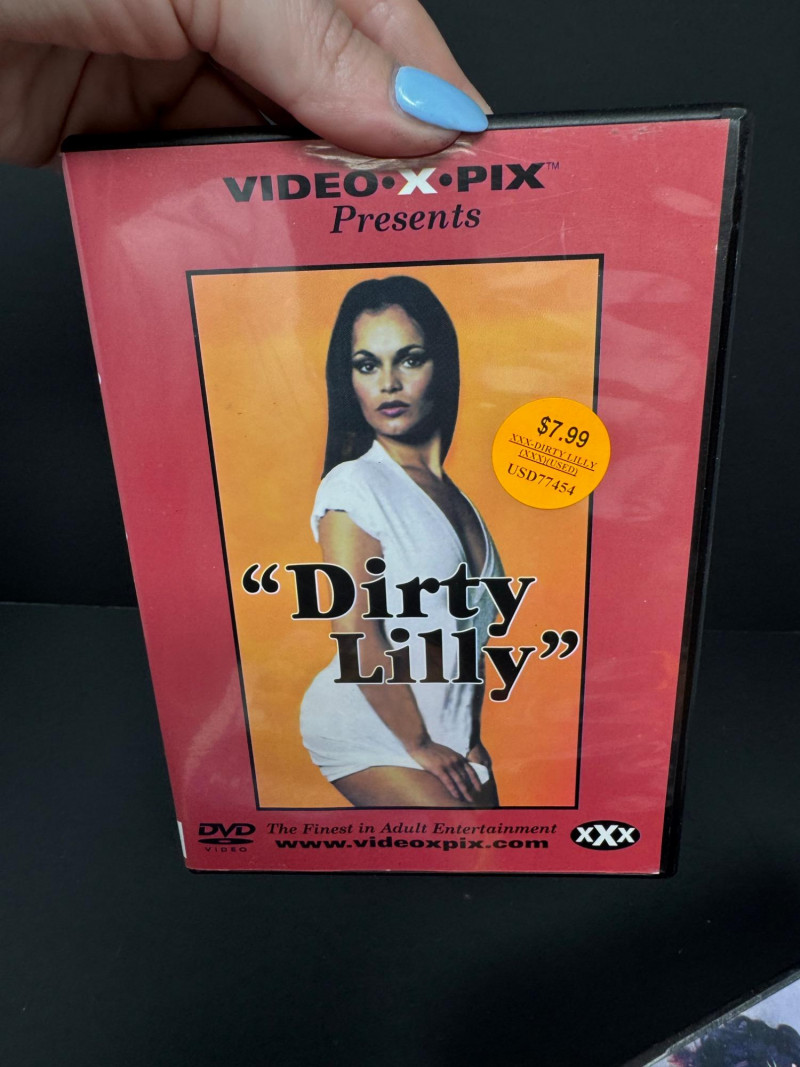 VIDEO•X•PIX™
Presents
$7.99
XXX-DIRTY LILLY
(XXX)(USED)
USD77454
“Dirty
Lilly”
DVD
VIDEO
The Finest in Adult Entertainment
www.videoxpix.com
XXX